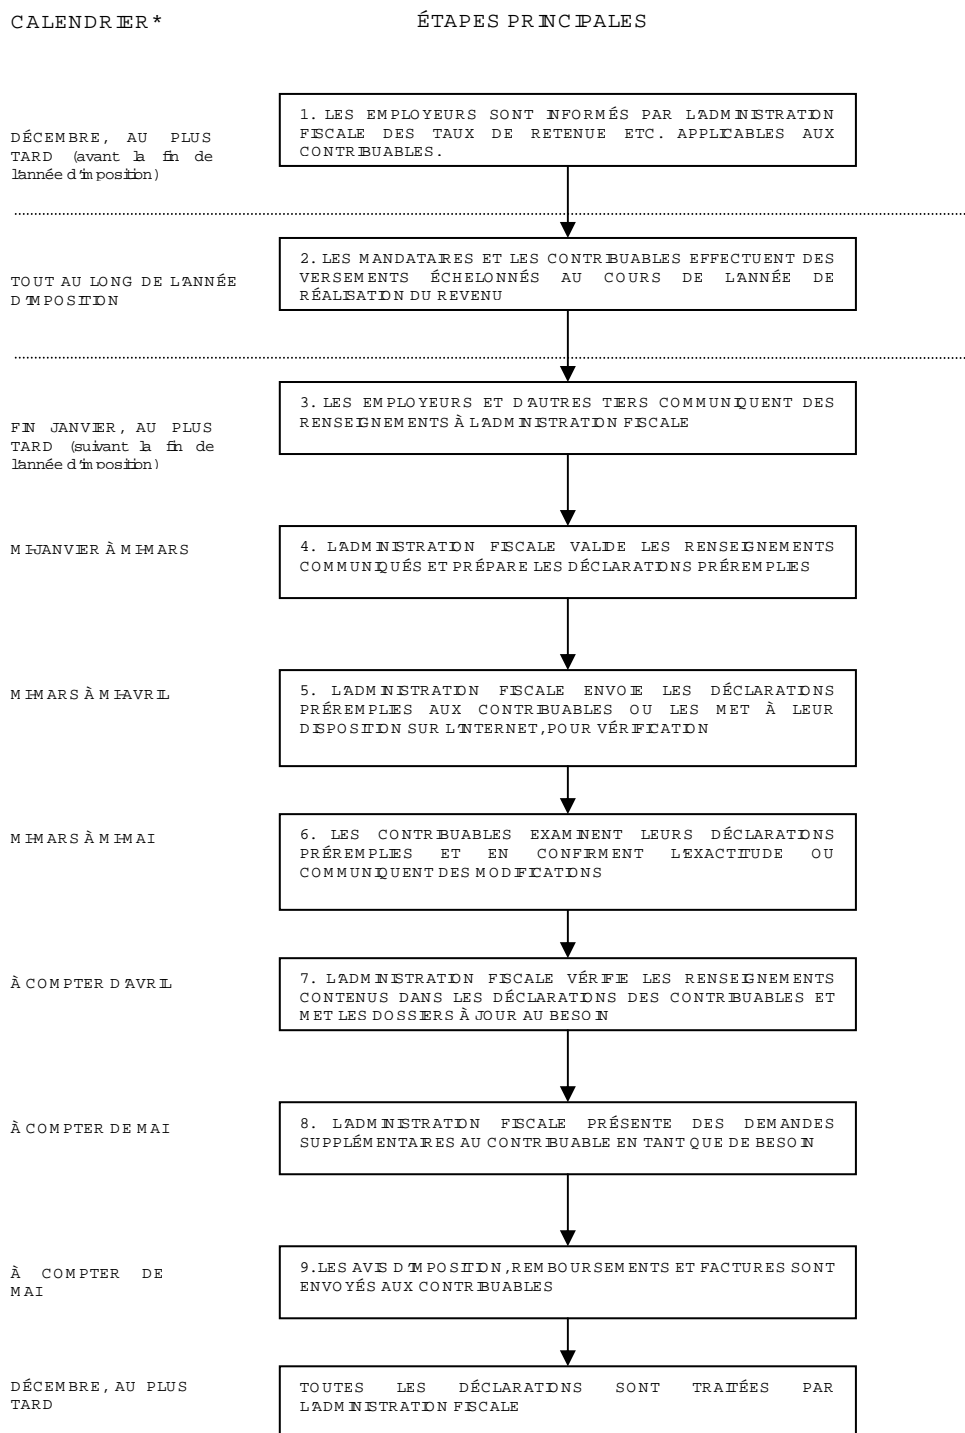 CALENDRIER*
ÉTAPES PRINCIPALES
DÉCEMBRE, AU PLUS
TARD (avant la fin de
l'année d'imposition)
1. LES EMPLOYEURS SONT INFORMÉS PAR L'ADMINISTRATION
FISCALE DES TAUX DE RETENUE ETC. APPLICABLES AUX
CONTRIBUABLES.
TOUT AU LONG DE L'ANNÉE
D'IMPOSITION
2. LES MANDATAIRES ET LES CONTRIBUABLES EFFECTUENT DES
VERSEMENTS ÉCHELONNÉS AU COURS DE L'ANNÉE DE
RÉALISATION DU REVENU
FIN JANVIER, AU PLUS
TARD (suivant la fin de
l'année d'imposition)
3. LES EMPLOYEURS ET D'AUTRES TIERS COMMUNIQUENT DES
RENSEIGNEMENTS À L'ADMINISTRATION FISCALE
MI-JANVIER À MI-MARS
4. L'ADMINISTRATION FISCALE VALIDE LES RENSEIGNEMENTS
COMMUNIQUÉS ET PRÉPARE LES DÉCLARATIONS PRÉREMPLIES
MI-MARS À MI-AVRIL
5. L'ADMINISTRATION FISCALE ENVOIE LES DÉCLARATIONS
PRÉREMPLIES AUX CONTRIBUABLES OU LES MET À LEUR
DISPOSITION SUR L'INTERNET, POUR VÉRIFICATION
MI-MARS À MI-MAI
6. LES CONTRIBUABLES EXAMINENT LEURS DÉCLARATIONS
PRÉREMPLIES ET EN CONFIRMENT L'EXACTITUDE OU
COMMUNIQUENT DES MODIFICATIONS
À COMPTER D'AVRIL
7. L'ADMINISTRATION FISCALE VÉRIFIE LES RENSEIGNEMENTS
CONTENUS DANS LES DÉCLARATIONS DES CONTRIBUABLES ET
MET LES DOSSIERS À JOUR AU BESOIN
À COMPTER DE MAI
8. L'ADMINISTRATION FISCALE PRÉSENTE DES DEMANDES
SUPPLÉMENTAIRES AU CONTRIBUABLE EN TANT QUE DE BESOIN
À COMPTER DE
MAI
9.LES AVIS D'IMPOSITION, REMBOURSEMENTS ET FACTURES SONT
ENVOYÉS AUX CONTRIBUABLES
DÉCEMBRE, AU PLUS
TARD
TOUTES LES DÉCLARATIONS SONT TRAITÉES PAR
L'ADMINISTRATION FISCALE